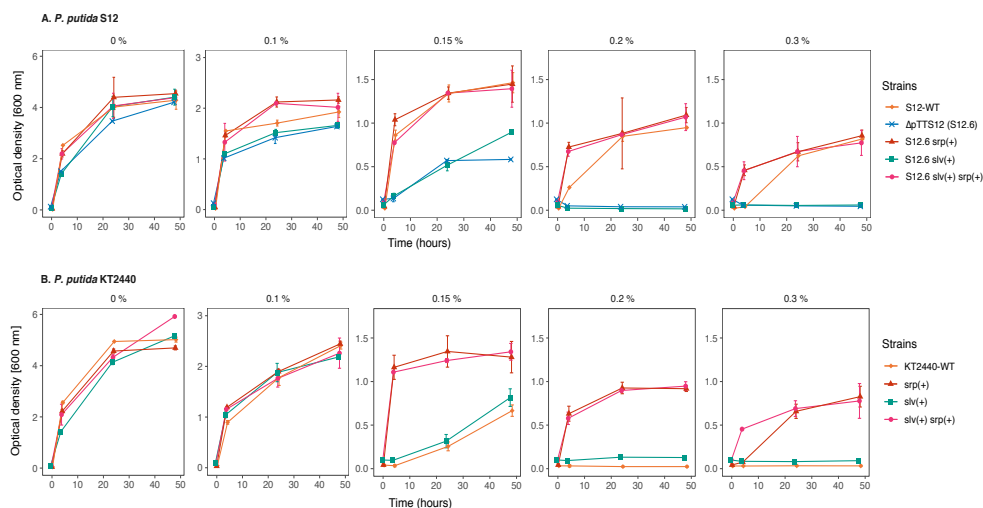 A. P. putida S12
0 %
0.1 %
0.15 %
0.2 %
0.3 %
Optical density [600 nm]
6
4
2
0
3
2
1
0
1.5
1.0
0.5
0.0
1.5
1.0
0.5
0.0
1.5
1.0
0.5
0.0
0 10 20 30 40 50
0 10 20 30 40 50
0 10 20 30 40 50
0 10 20 30 40 50
0 10 20 30 40 50
Time (hours)
Strains
S12-WT
ΔpTTS12 (S12.6)
S12.6 srp(+)
S12.6 slv(+)
S12.6 slv(+) srp(+)
B. P. putida KT2440
0 %
0.1 %
0.15 %
0.2 %
0.3 %
Optical density [600 nm]
6
4
2
0
3
2
1
0
1.5
1.0
0.5
0.0
1.5
1.0
0.5
0.0
1.5
1.0
0.5
0.0
0 10 20 30 40 50
0 10 20 30 40 50
0 10 20 30 40 50
0 10 20 30 40 50
0 10 20 30 40 50
Time (hours)
Strains
KT2440-WT
srp(+)
slv(+)
slv(+) srp(+)